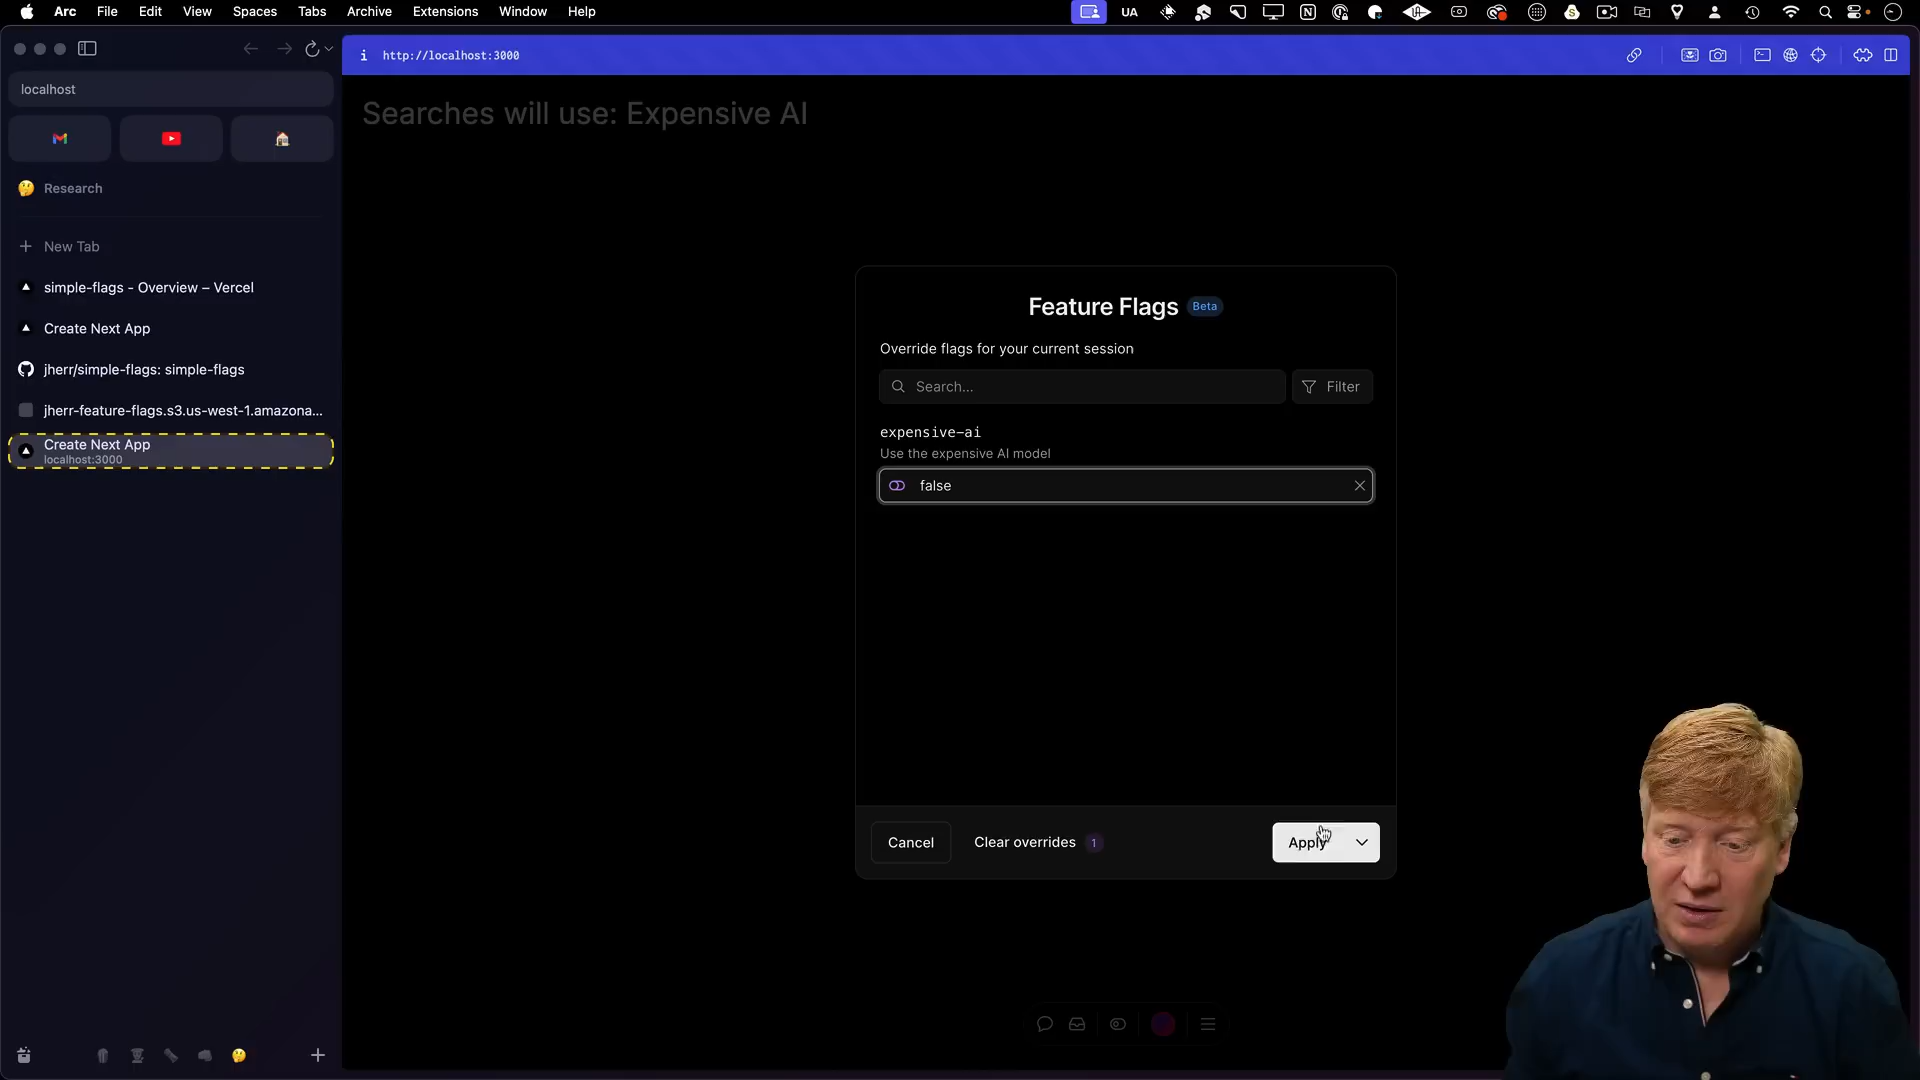 Arc File Edit View Spaces Tabs Archive Extensions Window Help
UA
localhost
http://localhost:3000
Research
New Tab
simple-flags - Overview – Vercel
Create Next App
jherr/simple-flags: simple-flags
jherr-feature-flags.s3.us-west-1.amazona...
Create Next App
localhost:3000
Searches will use: Expensive AI
Feature Flags Beta
Override flags for your current session
Search...
Filter
expensive-ai
Use the expensive AI model
false
Cancel
Clear overrides 1
Apply